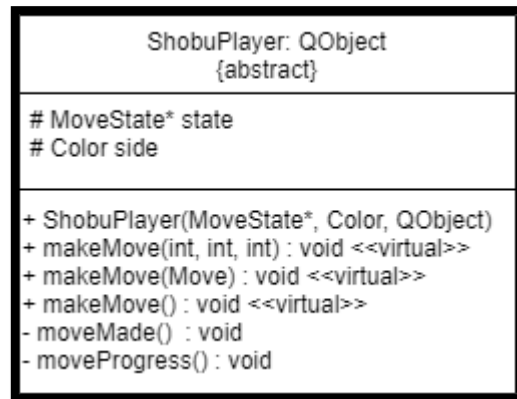 ShobuPlayer: QObject
{abstract}
# MoveState* state
# Color side
+ ShobuPlayer(MoveState*, Color, QObject)
+ makeMove(int, int, int) : void <<virtual>>
+ makeMove(Move) : void <<virtual>>
+ makeMove() : void <<virtual>>
- moveMade()  : void
- moveProgress() : void